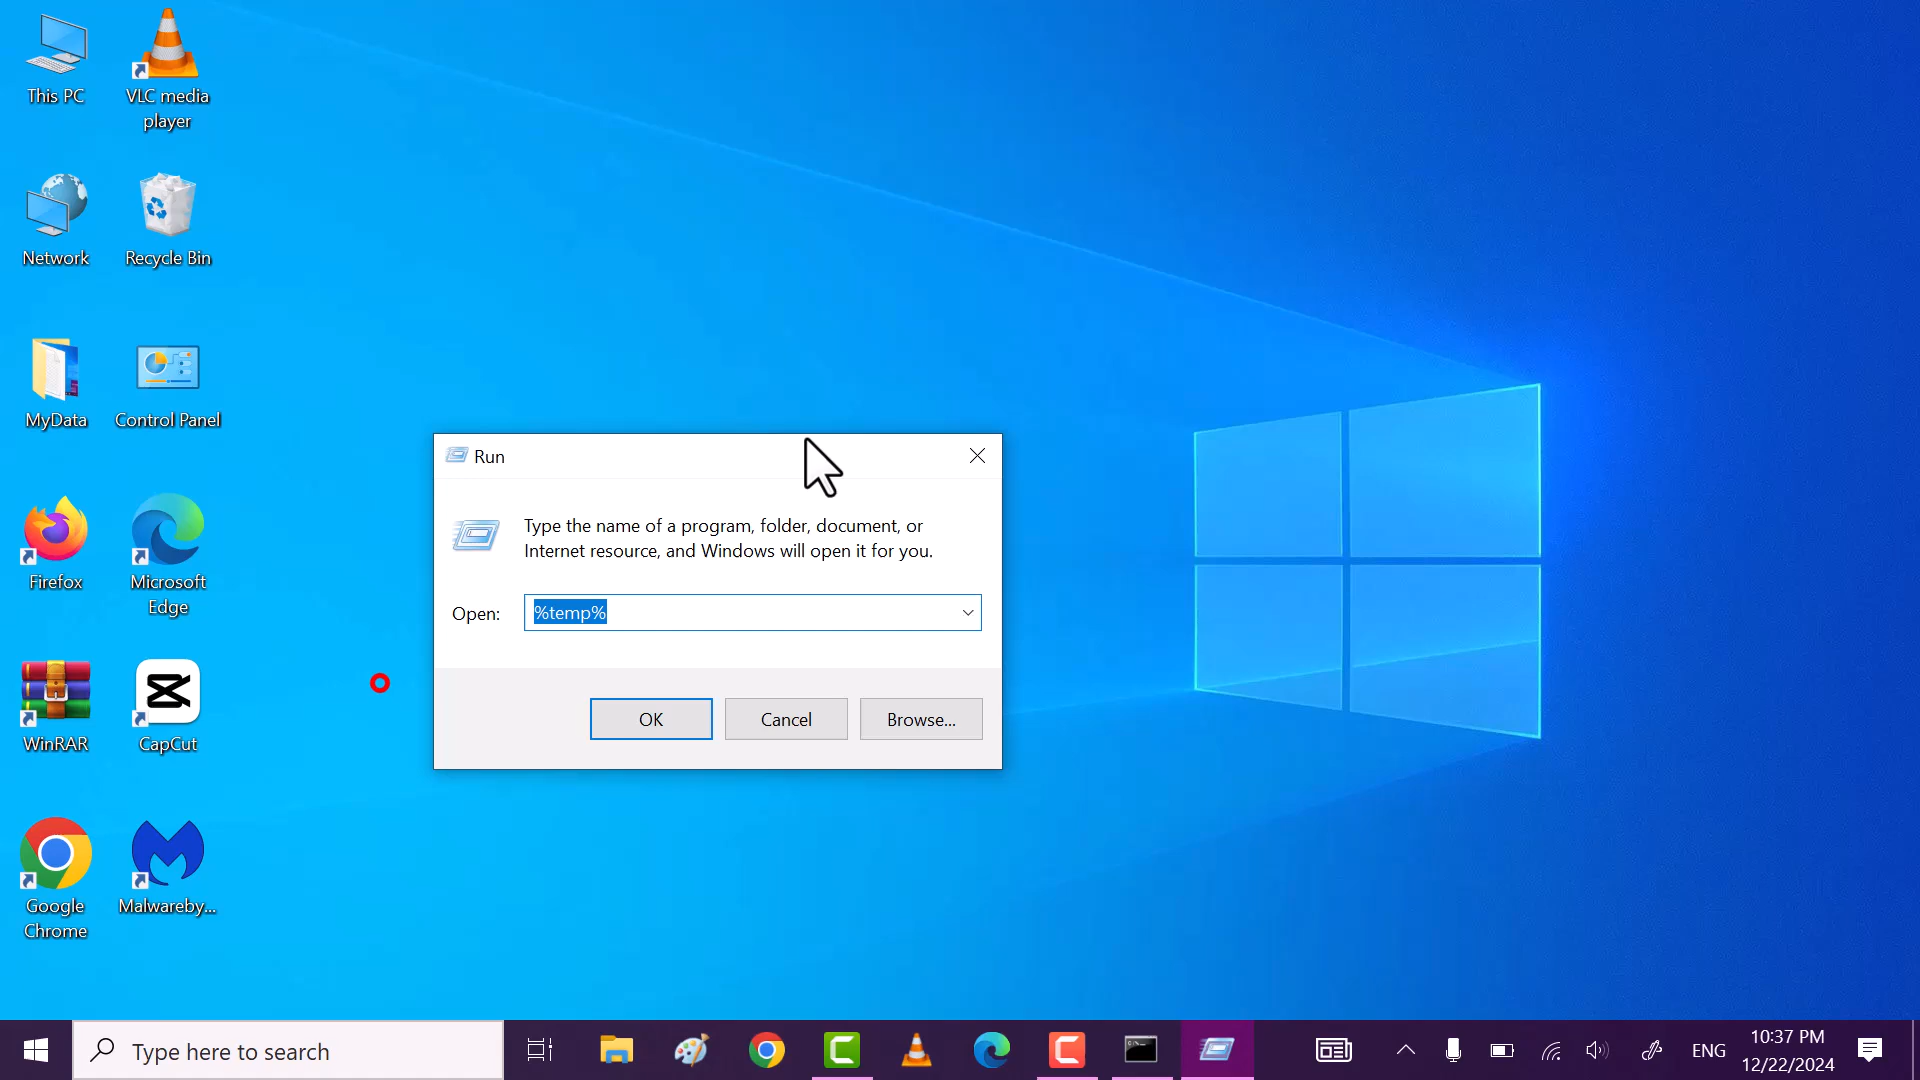 This PC
VLC media
player
Network
Recycle Bin
MyData
Control Panel
Firefox
Microsoft
Edge
WinRAR
CapCut
Google
Chrome
Malwareby...
Run
Type the name of a program, folder, document, or
Internet resource, and Windows will open it for you.
Open:
%temp%
OK
Cancel
Browse...
Type here to search
ENG
10:37 PM
12/22/2024